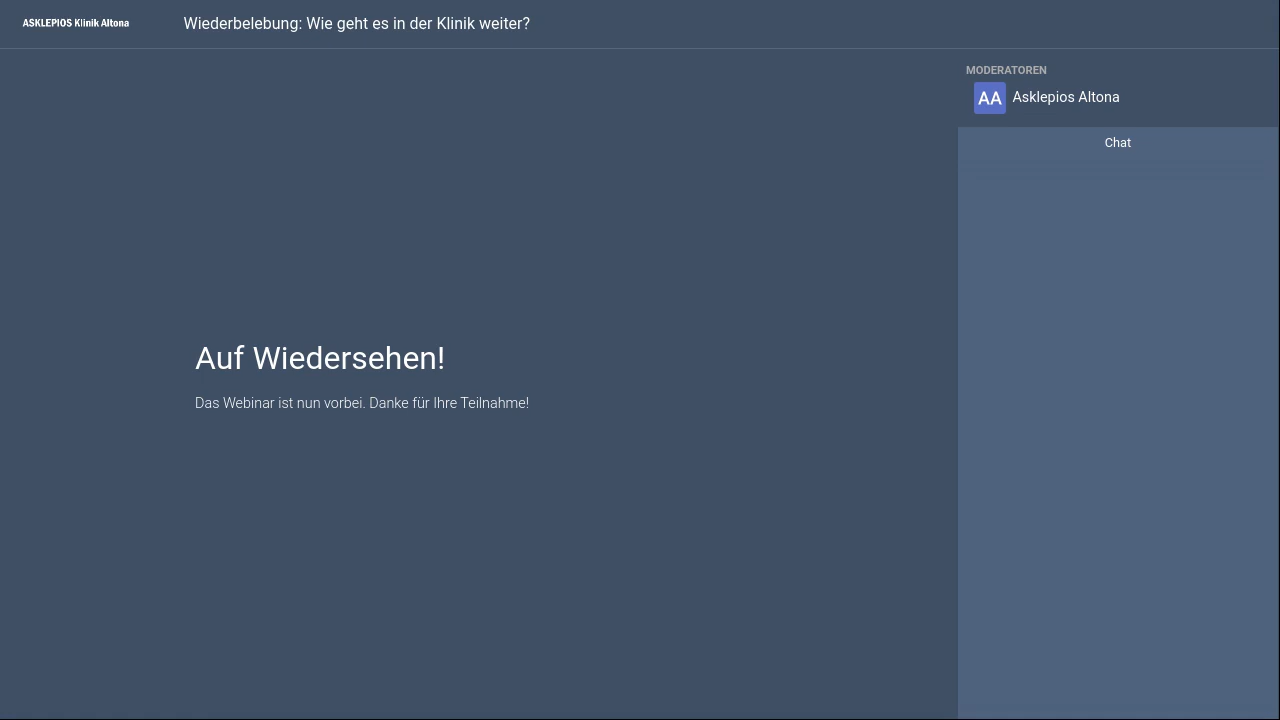 ASKLEPIOS Klinik Altona
Wiederbelebung: Wie geht es in der Klinik weiter?
MODERATOREN
AA Asklepios Altona
Chat
Auf Wiedersehen!
Das Webinar ist nun vorbei. Danke für Ihre Teilnahme!